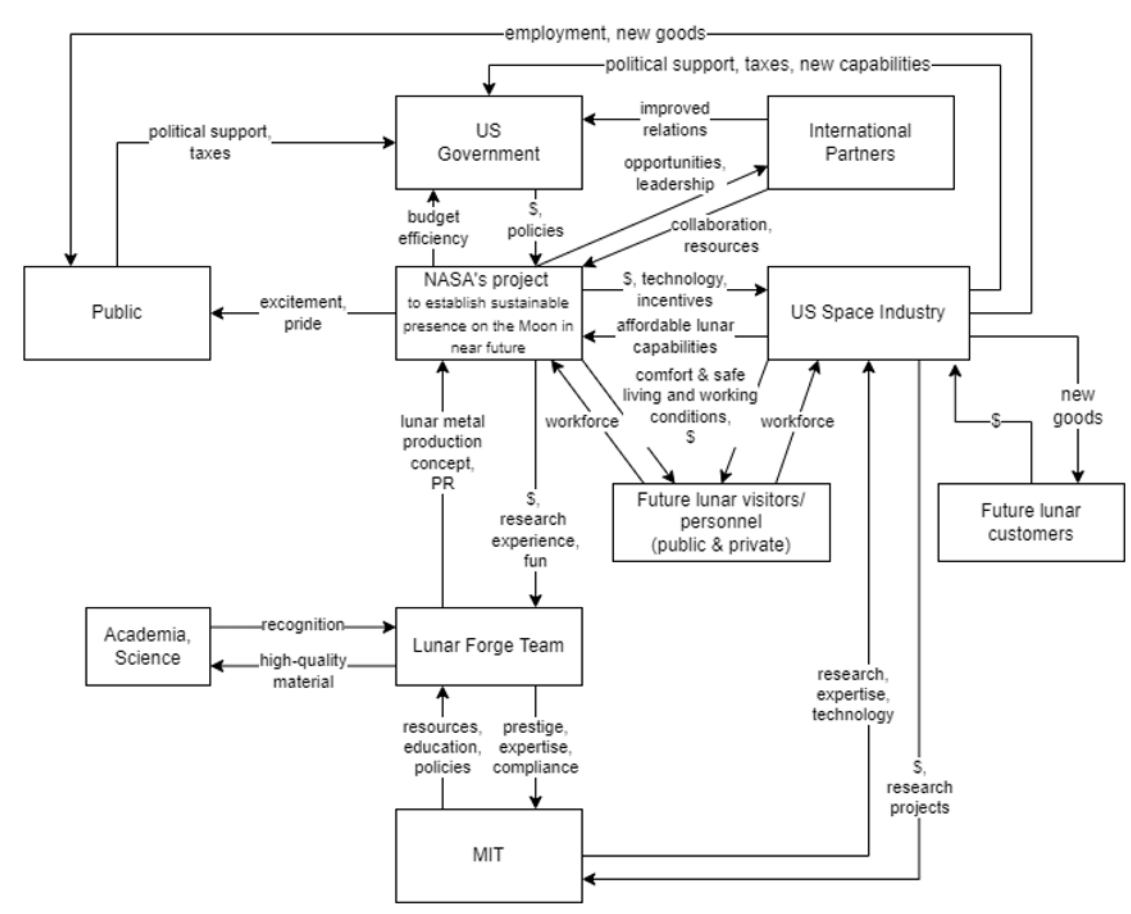 employment, new goods
political support, taxes, new capabilities
US
Government
improved
relations
International
Partners
political support,
taxes
opportunities,
leadership
budget
efficiency
$,
policies
collaboration,
resources
Public
excitement,
pride
NASA's project
to establish sustainable
presence on the Moon in
near future
$, technology,
incentives
affordable lunar
capabilities
US Space Industry
comfort & safe
living and working
conditions,
$
workforce
workforce
$
new
goods
lunar metal
production
concept,
PR
$,
research
experience,
fun
Future lunar visitors/
personnel
(public & private)
Future lunar
customers
Academia,
Science
recognition
high-quality
material
Lunar Forge Team
resources,
education,
policies
prestige,
expertise,
compliance
research,
expertise,
technology
$,
research
projects
MIT